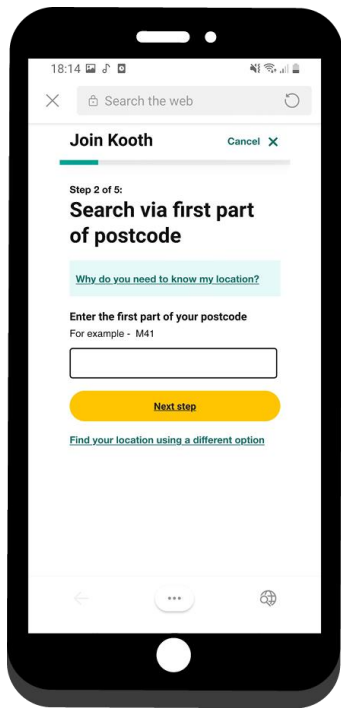 18:14
Search the web
Join Kooth
Cancel X
Step 2 of 5:
Search via first part
of postcode
Why do you need to know my location?
Enter the first part of your postcode
For example - M41
Next step
Find your location using a different option